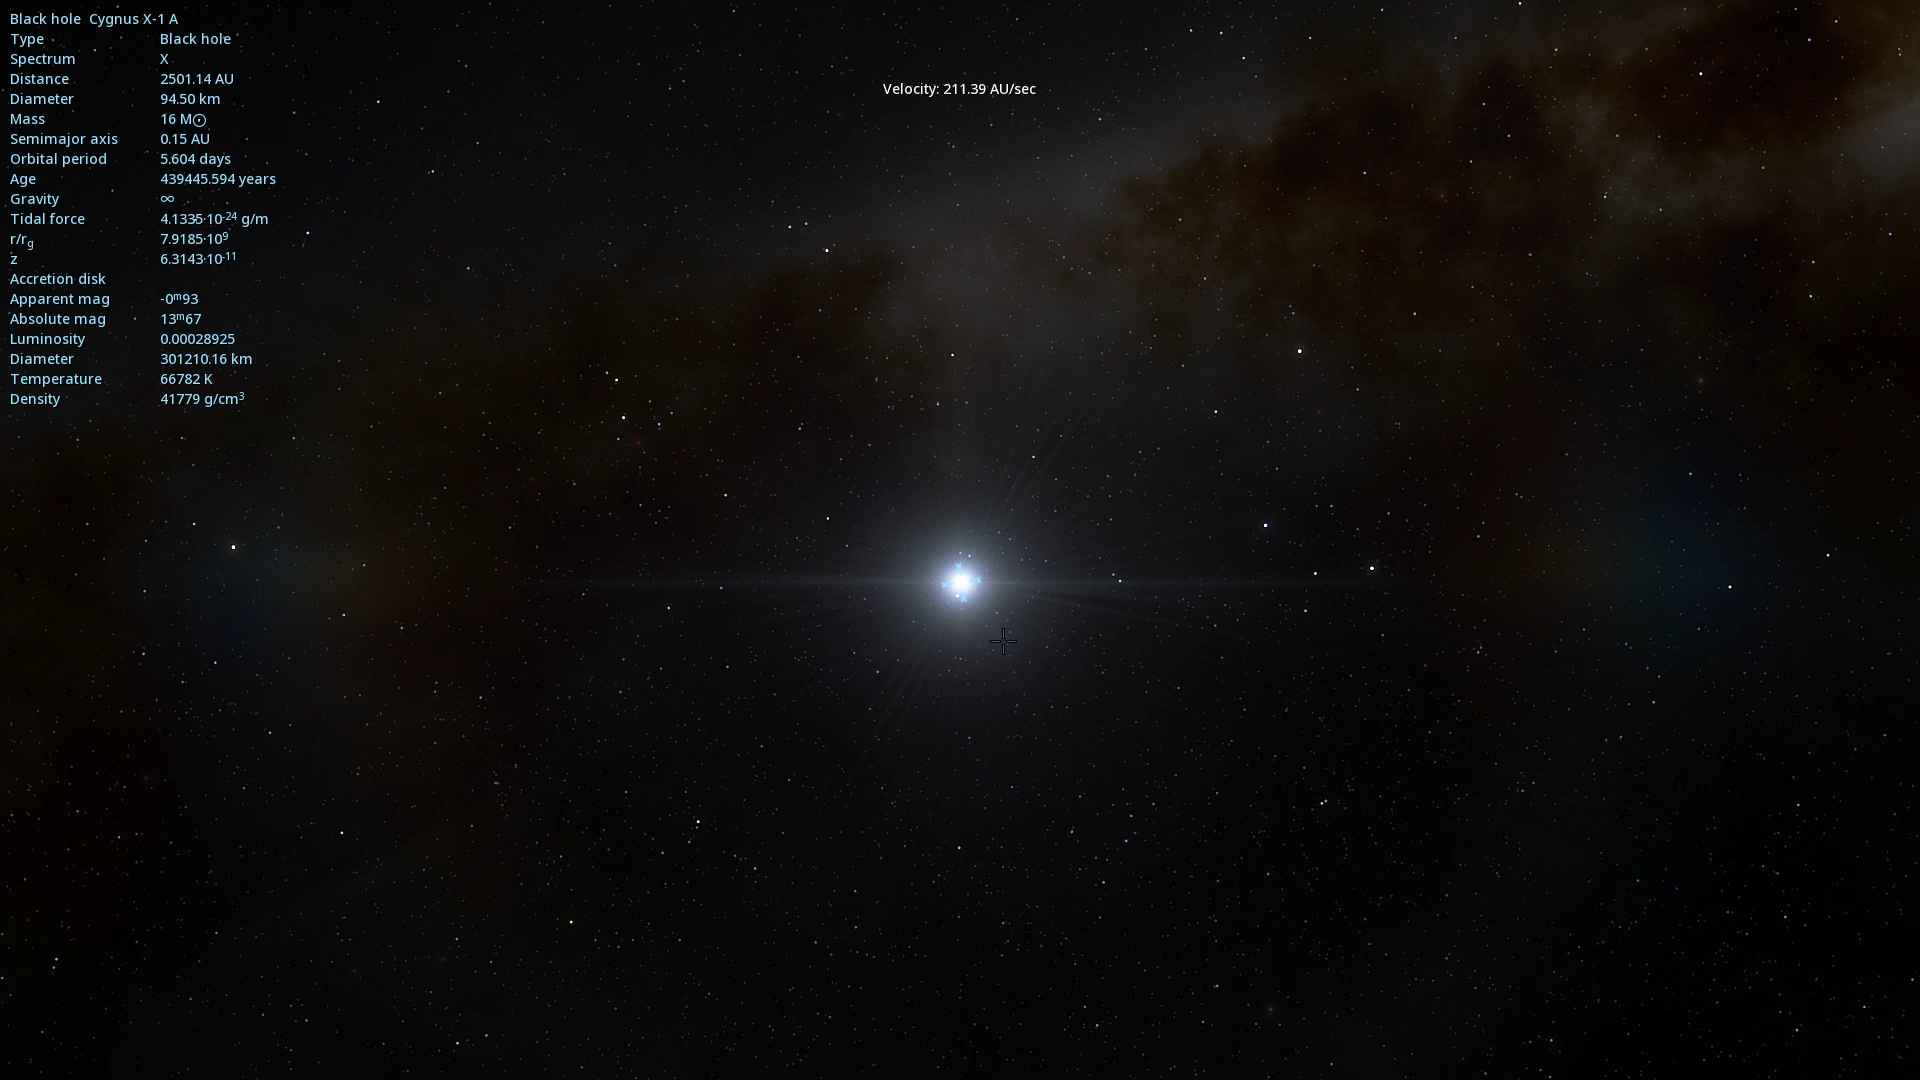 Black hole Cygnus X-1 A
Type Black hole
Spectrum X
Distance 2501.14 AU
Diameter 94.50 km
Mass 16 M☉
Semimajor axis 0.15 AU
Orbital period 5.604 days
Age 439445.594 years
Gravity ∞
Tidal force 4.1335·10⁻²⁴ g/m
r/rg 7.9185·10⁹
z 6.3143·10⁻¹¹
Accretion disk
Apparent mag -0ᵐ93
Absolute mag 13ᵐ67
Luminosity 0.00028925
Diameter 301210.16 km
Temperature 66782 K
Density 41779 g/cm³
Velocity: 211.39 AU/sec